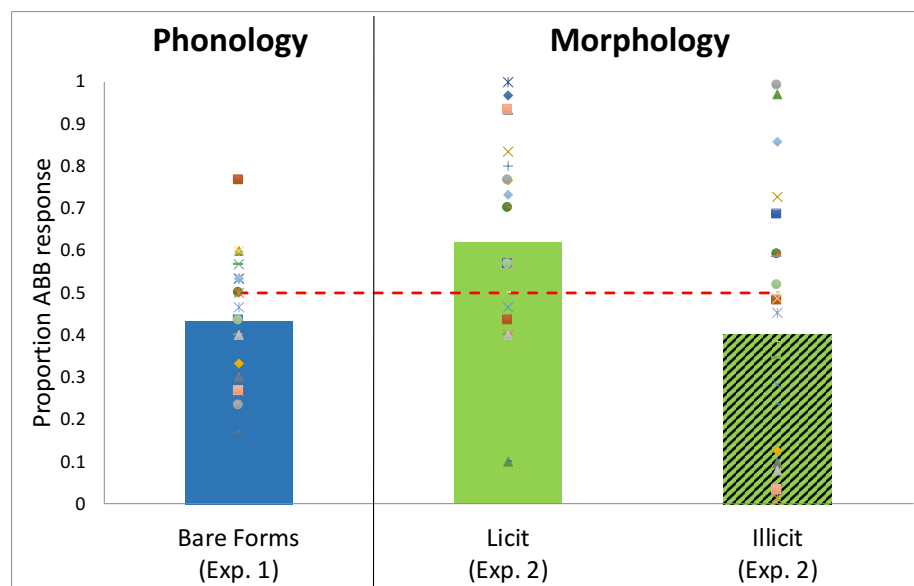 Phonology
Morphology
Proportion ABB response
1
0.9
0.8
0.7
0.6
0.5
0.4
0.3
0.2
0.1
0
Bare Forms
(Exp. 1)
Licit
(Exp. 2)
Illicit
(Exp. 2)